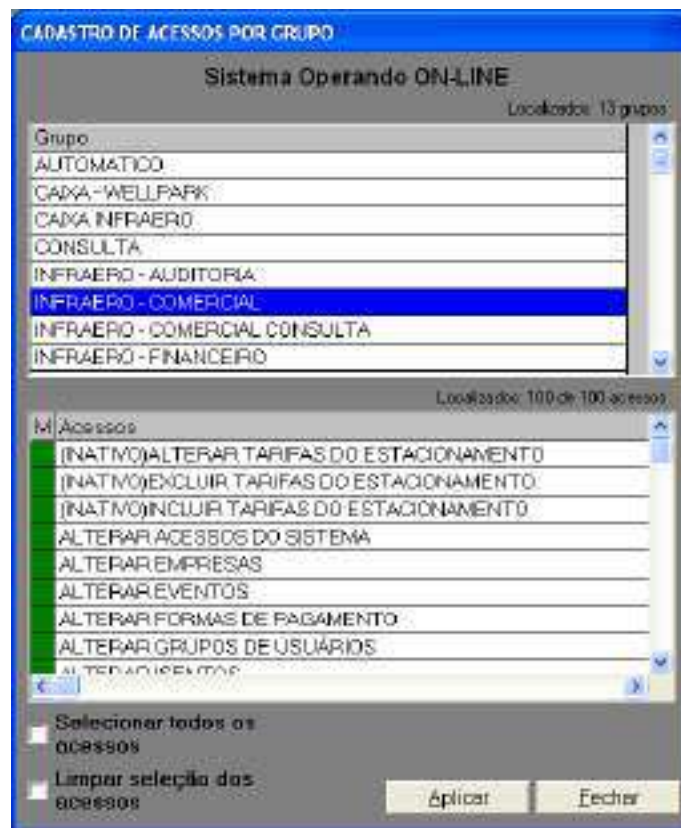 CADASTRO DE ACESSOS POR GRUPO
Sistema Operando ON-LINE
Localizados: 13 grupos
Grupo
AUTOMATICO
CAIXA - WELLPARK
CAIXA INFRAERO
CONSULTA
INFRAERO - AUDITORIA
INFRAERO - COMERCIAL
INFRAERO - COMERCIAL CONSULTA
INFRAERO - FINANCEIRO
Localizados: 100 de 100 acessos
M Acessos
(INATIVO)ALTERAR TARIFAS DO ESTACIONAMENTO
(INATIVO)EXCLUIR TARIFAS DO ESTACIONAMENTO
(INATIVO)INCLUIR TARIFAS DO ESTACIONAMENTO
ALTERAR ACESSOS DO SISTEMA
ALTERAR EMPRESAS
ALTERAR EVENTOS
ALTERAR FORMAS DE PAGAMENTO
ALTERAR GRUPOS DE USUÁRIOS
ALTERAR ISENTOS
Selecionar todos os
acessos
Limpar seleção dos
acessos
Aplicar
Fechar